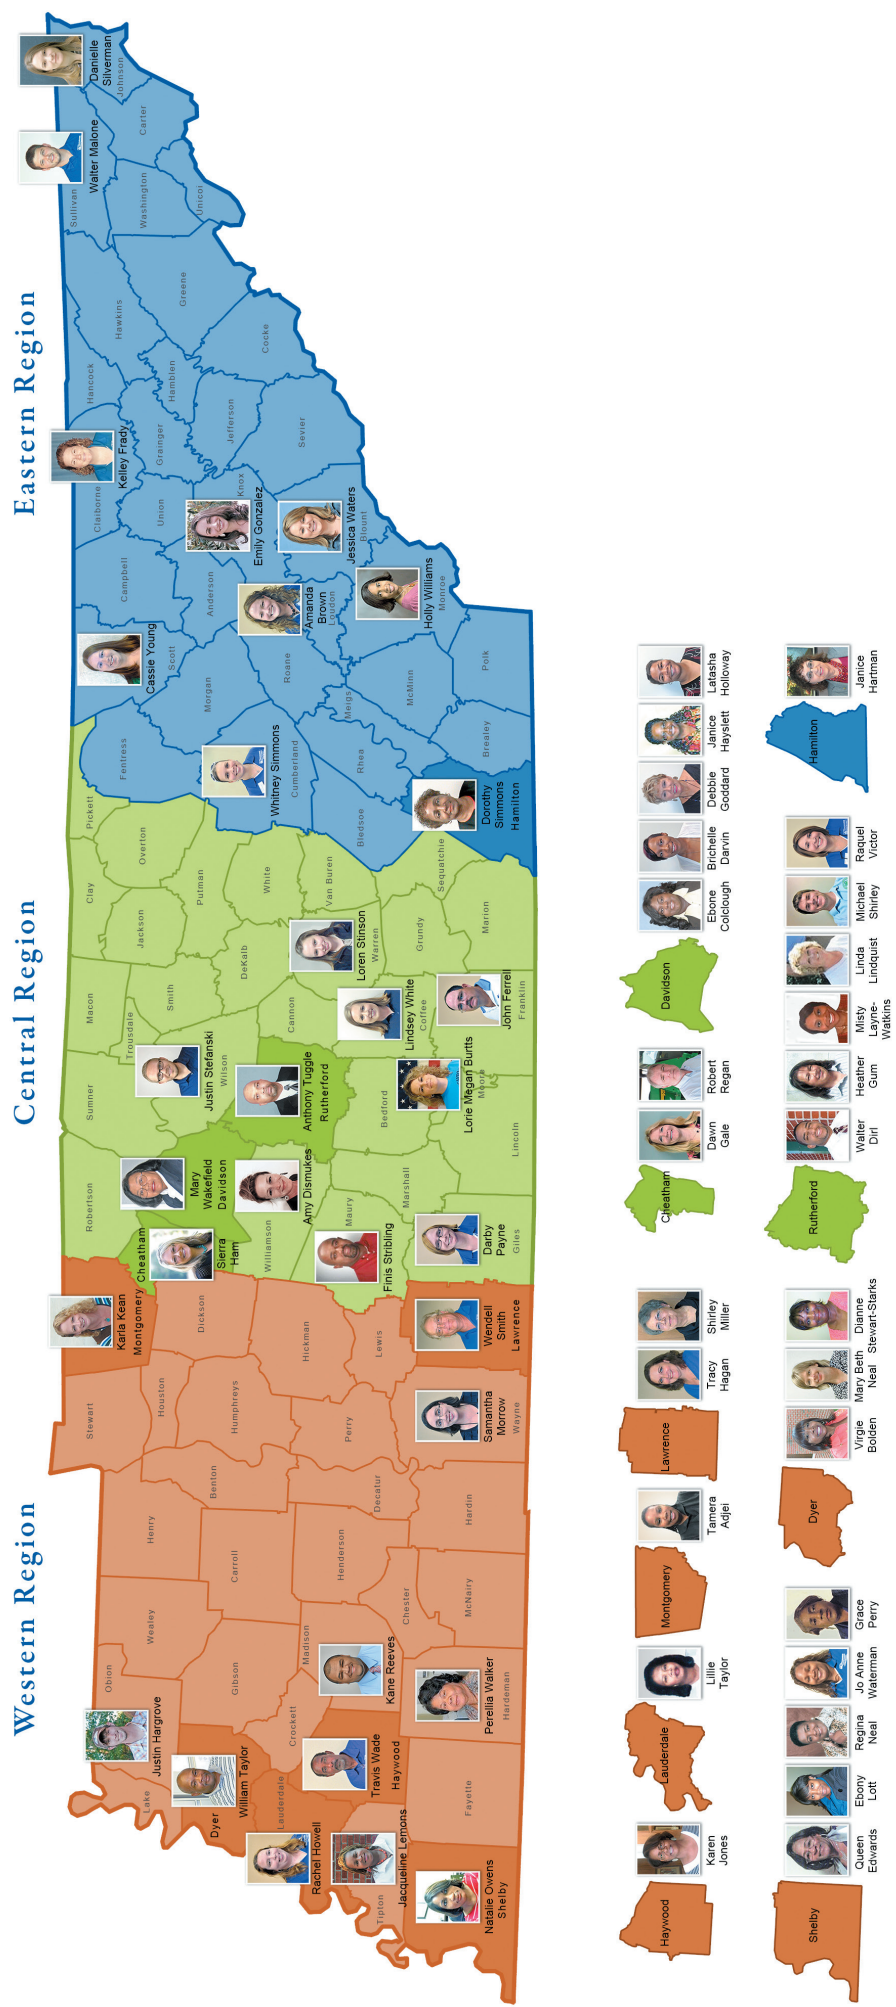 Western Region
Central Region
Eastern Region
Lake
Obion
Justin Hargrove
Wealey
Henry
Stewart
Karla Kean
Montgomery
Houston
Robertson
Cheatham
Sumner
Macon
Trousdale
Clay
Pickett
Overton
Jackson
Fentress
Cassie Young
Scott
Campbell
Claiborne
Kelley Frady
Hancock
Hawkins
Sullivan
Walter Malone
Danielle
Silverman
Johnson
Carter
Washington
Unicoi
Greene
Cocke
Hamblen
Grainger
Union
Jefferson
Sevier
Knox
Emily Gonzalez
Jessica Waters
Blount
Anderson
Amanda
Brown
Loudon
Holly Williams
Monroe
Morgan
Roane
Whitney Simmons
Cumberland
Meigs
McMinn
Polk
Rhea
Brealey
Bledsoe
Dorothy
Simmons
Hamilton
Dyer
William Taylor
Gibson
Carroll
Benton
Humphreys
Dickson
Sierra
Ham
Mary
Wakefield
Davidson
Justin Stefanski
Wilson
Smith
Putman
DeKalb
White
Van Buren
Lauderdale
Rachel Howell
Crockett
Madison
Henderson
Decatur
Perry
Hickman
Lewis
Williamson
Amy Dismukes
Anthony Tuggle
Rutherford
Cannon
Loren Stinson
Warren
Travis Wade
Haywood
Kane Reeves
Chester
Maury
Finis Stribling
Marshall
Bedford
Lindsey White
Coffee
Grundy
Sequatchie
Tipton
Jacqueline Lemons
Natalie Owens
Shelby
Fayette
Perellia Walker
Hardeman
McNairy
Hardin
Samantha
Morrow
Wayne
Wendell
Smith
Lawrence
Darby
Payne
Giles
Lorie Megan Burtts
Moore
Lincoln
John Ferrell
Franklin
Marion
Haywood
Karen
Jones
Lauderdale
Lillie
Taylor
Montgomery
Tamera
Adjei
Lawrence
Tracy
Hagan
Shirley
Miller
Cheatham
Dawn
Gale
Robert
Regan
Davidson
Ebone
Colclough
Brichelle
Darvin
Debbie
Goddard
Janice
Hayslett
Latasha
Holloway
Shelby
Queen
Edwards
Ebony
Lott
Regina
Neal
Jo Anne
Waterman
Grace
Perry
Dyer
Virgie
Bolden
Mary Beth
Neal
Dianne
Stewart-Starks
Rutherford
Walter
Dirl
Heather
Gum
Misty
Layne-
Watkins
Linda
Lindquist
Michael
Shirley
Raquel
Victor
Hamilton
Janice
Hartman